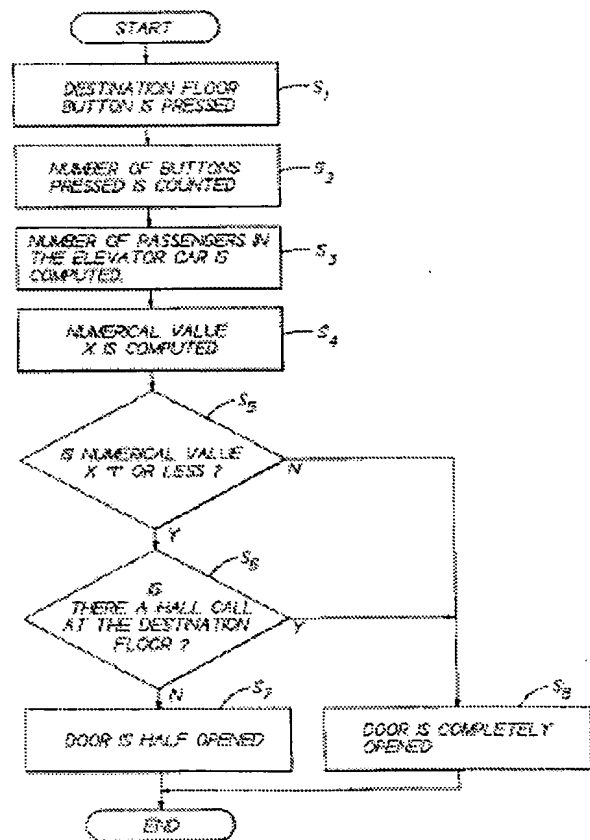 START
DESTINATION FLOOR
BUTTON IS PRESSED
S1
NUMBER OF BUTTONS
PRESSED IS COUNTED
S2
NUMBER OF PASSENGERS IN
THE ELEVATOR CAR IS
COMPUTED.
S3
NUMERICAL VALUE
X IS COMPUTED
S4
S5
IS NUMERICAL VALUE
X "1" OR LESS ?
N
Y
S6
IS
THERE A HALL CALL
AT THE DESTINATION
FLOOR ?
Y
N
S7
DOOR IS HALF OPENED
S8
DOOR IS COMPLETELY
OPENED
END